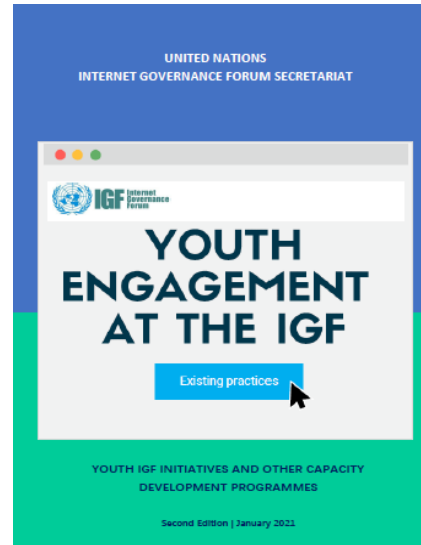 UNITED NATIONS
INTERNET GOVERNANCE FORUM SECRETARIAT
IGF Internet
Governance
Forum
YOUTH
ENGAGEMENT
AT THE IGF
Existing practices
YOUTH IGF INITIATIVES AND OTHER CAPACITY
DEVELOPMENT PROGRAMMES
Second Edition | January 2021